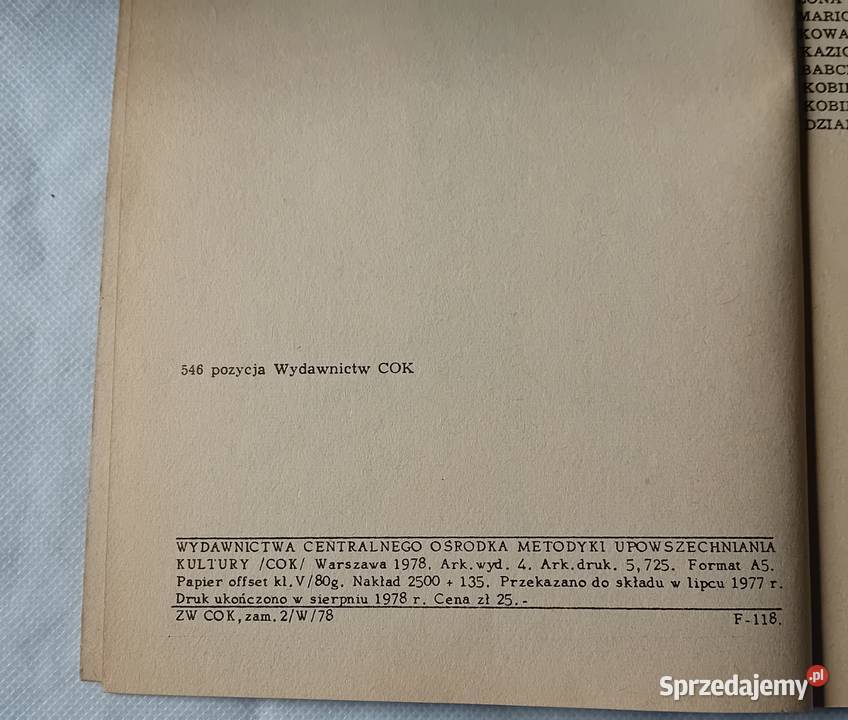 546 pozycja Wydawnictw COK
WYDAWNICTWA CENTRALNEGO OŚRODKA METODYKI UPOWSZECHNIANIA
KULTURY /COK/ Warszawa 1978. Ark.wyd. 4. Ark.druk. 5,725. Format A5.
Papier offset kl.V/80g. Nakład 2500 + 135. Przekazano do składu w lipcu 1977 r.
Druk ukończono w sierpniu 1978 r. Cena zł 25.-
ZW COK, zam. 2/W/78 F-118.
MARIO
KOWA
KAZIO
BABC
KOBI
KOBI
DZIA
Sprzedajemy.pl